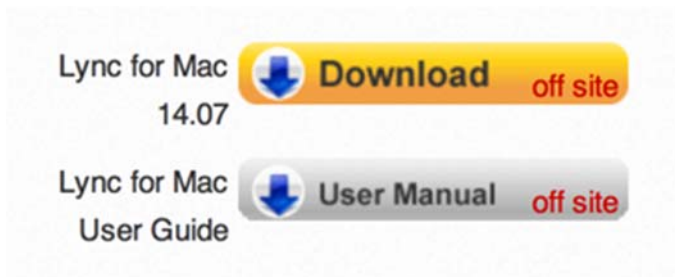 Lync for Mac
14.07
Download off site
Lync for Mac
User Guide
User Manual off site